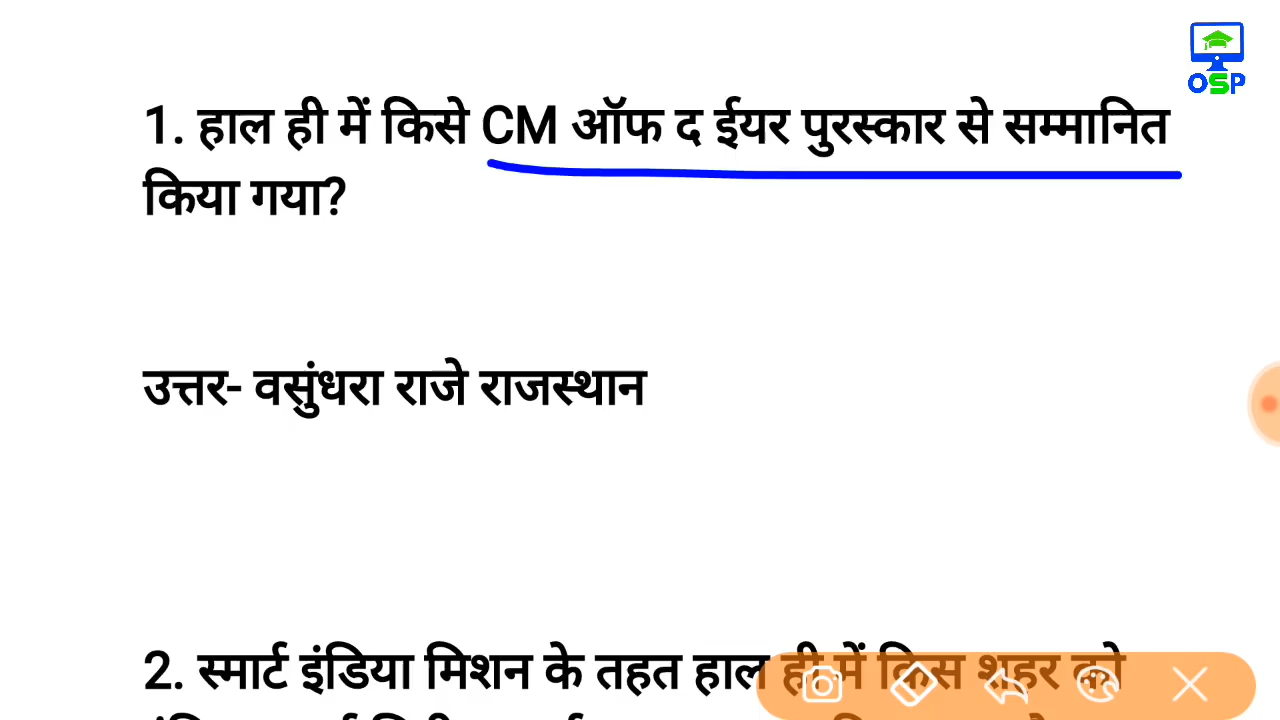 OSP
1. हाल ही में किसे CM ऑफ द ईयर पुरस्कार से सम्मानित
किया गया?
उत्तर- वसुंधरा राजे राजस्थान
2. स्मार्ट इंडिया मिशन के तहत हाल ही में किस शहर को